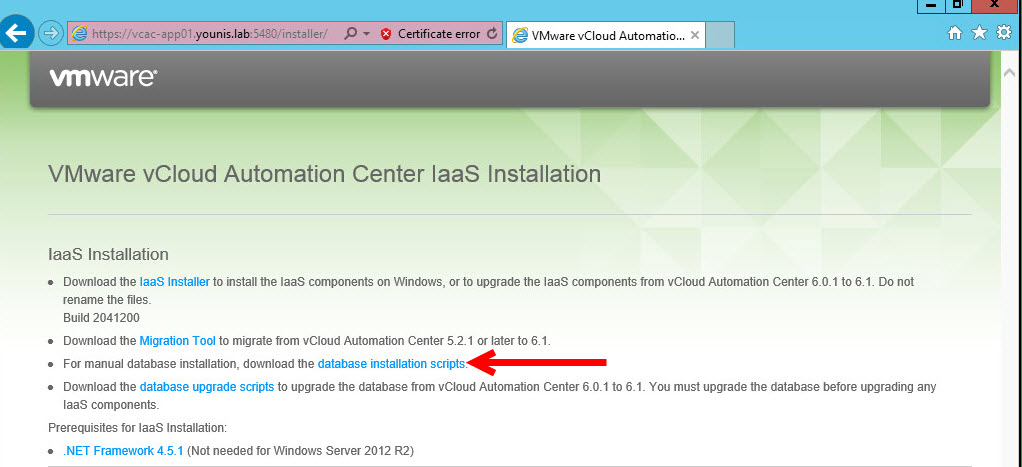 https://vcac-app01.younis.lab:5480/installer/
Certificate error
VMware vCloud Automatio...
vmware
VMware vCloud Automation Center IaaS Installation
IaaS Installation
Download the IaaS Installer to install the IaaS components on Windows, or to upgrade the IaaS components from vCloud Automation Center 6.0.1 to 6.1. Do not
rename the files.
Build 2041200
Download the Migration Tool to migrate from vCloud Automation Center 5.2.1 or later to 6.1.
For manual database installation, download the database installation scripts.
Download the database upgrade scripts to upgrade the database from vCloud Automation Center 6.0.1 to 6.1. You must upgrade the database before upgrading any
IaaS components.
Prerequisites for IaaS Installation:
.NET Framework 4.5.1 (Not needed for Windows Server 2012 R2)